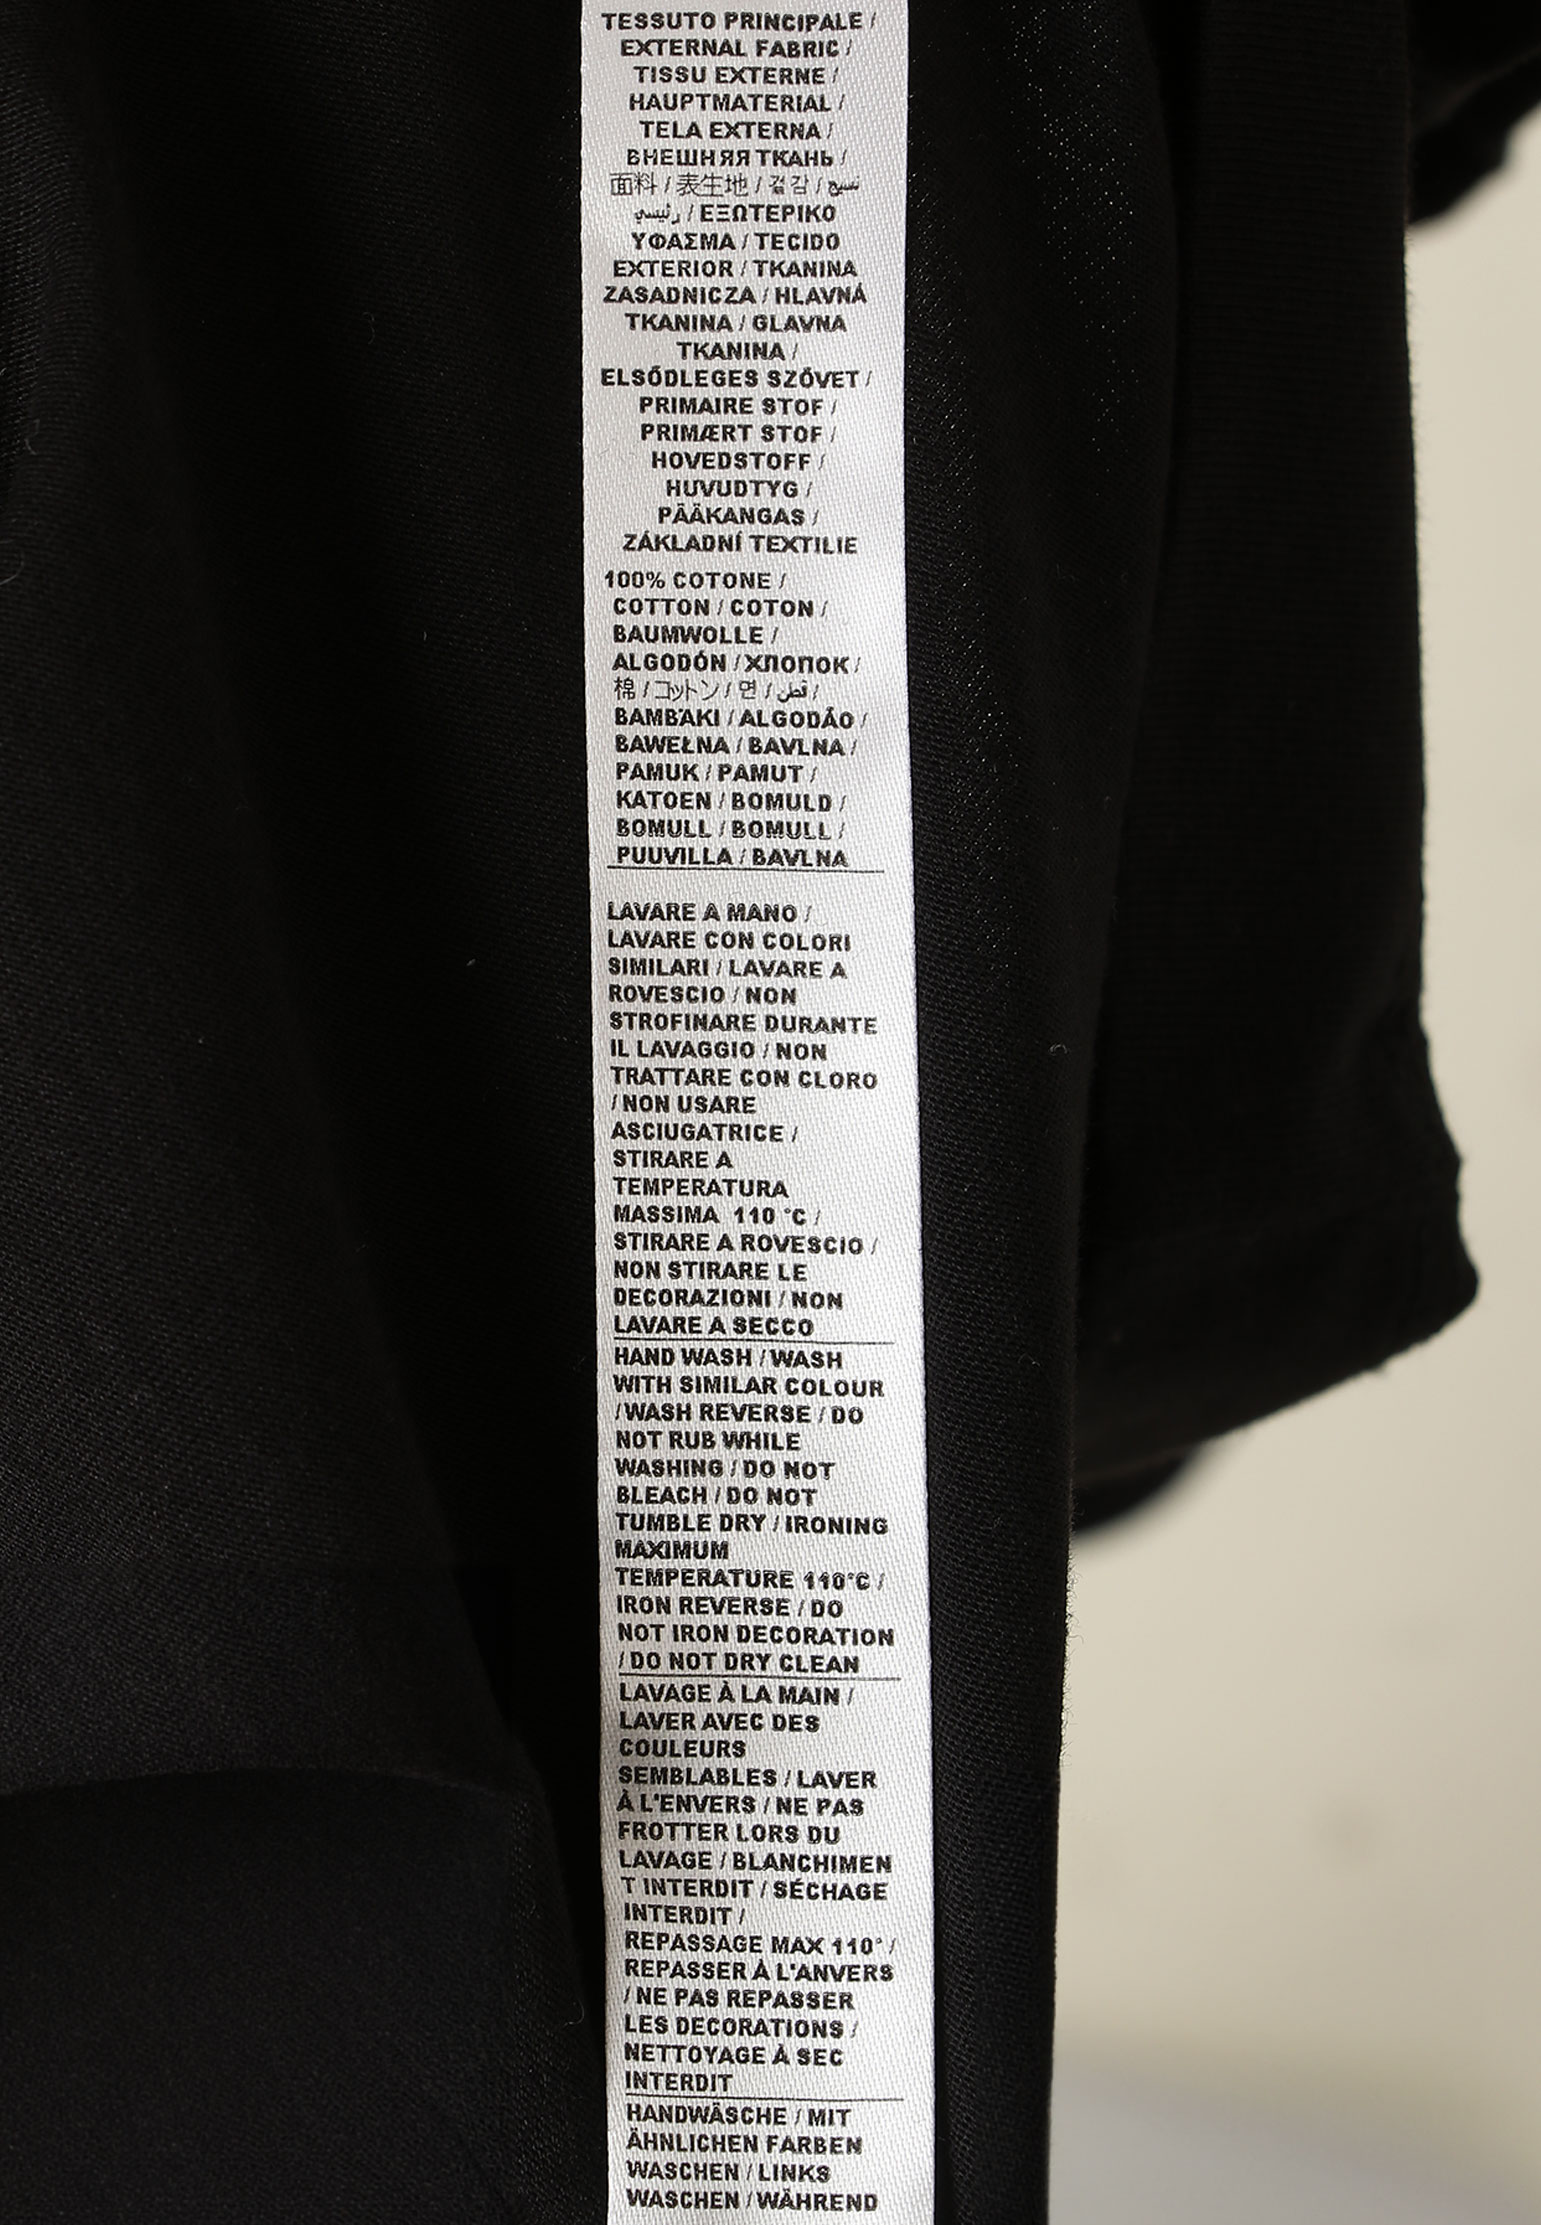 TESSUTO PRINCIPALE /
EXTERNAL FABRIC /
TISSU EXTERNE /
HAUPTMATERIAL /
TELA EXTERNA /
ВНЕШНЯЯ ТКАНЬ /
面料 / 表生地 / 겉감 / نسيج
رئيسي / ΕΞΩΤΕΡΙΚΟ
ΥΦΑΣΜΑ / TECIDO
EXTERIOR / TKANINA
ZASADNICZA / HLAVNÁ
TKANINA / GLAVNA
TKANINA /
ELSŐDLEGES SZÖVET /
PRIMAIRE STOF /
PRIMÆRT STOF /
HOVEDSTOFF /
HUVUDTYG /
PÄÄKANGAS /
ZÁKLADNÍ TEXTILIE
100% COTONE /
COTTON / COTON /
BAUMWOLLE /
ALGODÓN / ХЛОПОК /
棉 / コットン / 면 / قطن /
ΒΑΜΒΆΚΙ / ALGODÃO /
BAWEŁNA / BAVLNA /
PAMUK / PAMUT /
KATOEN / BOMULD /
BOMULL / BOMULL /
PUUVILLA / BAVLNA
LAVARE A MANO /
LAVARE CON COLORI
SIMILARI / LAVARE A
ROVESCIO / NON
STROFINARE DURANTE
IL LAVAGGIO / NON
TRATTARE CON CLORO
/ NON USARE
ASCIUGATRICE /
STIRARE A
TEMPERATURA
MASSIMA 110 °C /
STIRARE A ROVESCIO /
NON STIRARE LE
DECORAZIONI / NON
LAVARE A SECCO
HAND WASH / WASH
WITH SIMILAR COLOUR
/ WASH REVERSE / DO
NOT RUB WHILE
WASHING / DO NOT
BLEACH / DO NOT
TUMBLE DRY / IRONING
MAXIMUM
TEMPERATURE 110°C /
IRON REVERSE / DO
NOT IRON DECORATION
/ DO NOT DRY CLEAN
LAVAGE À LA MAIN /
LAVER AVEC DES
COULEURS
SEMBLABLES / LAVER
À L'ENVERS / NE PAS
FROTTER LORS DU
LAVAGE / BLANCHIMEN
T INTERDIT / SÉCHAGE
INTERDIT /
REPASSAGE MAX 110° /
REPASSER À L'ANVERS
/ NE PAS REPASSER
LES DECORATIONS /
NETTOYAGE À SEC
INTERDIT
HANDWÄSCHE / MIT
ÄHNLICHEN FARBEN
WASCHEN / LINKS
WASCHEN / WÄHREND